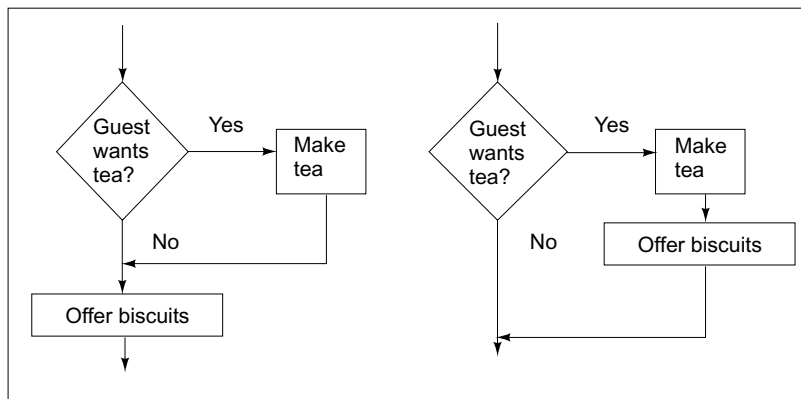 Guest
wants
tea?
Yes
Make
tea
No
Offer biscuits
Guest
wants
tea?
Yes
Make
tea
No
Offer biscuits